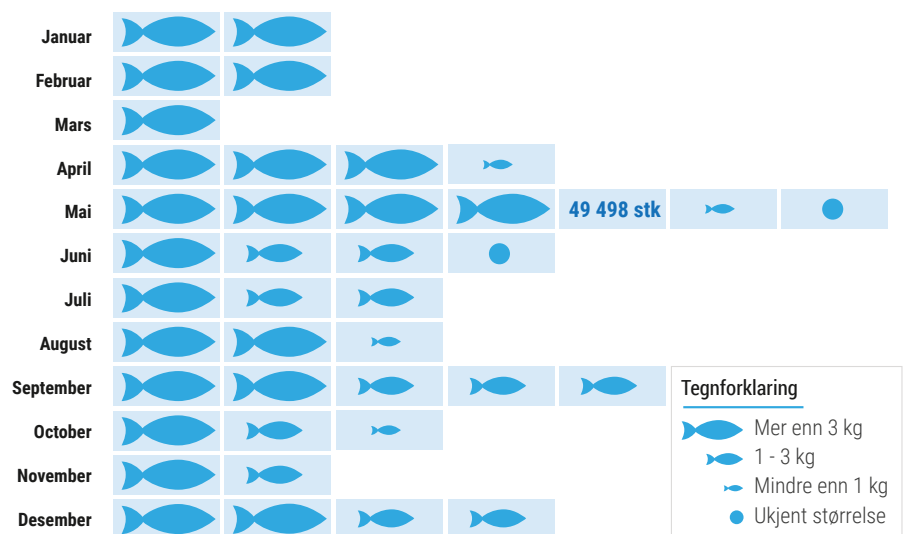 Januar
Februar
Mars
April
Mai
49 498 stk
Juni
Juli
August
September
October
November
Desember
Tegnforklaring
Mer enn 3 kg
1 - 3 kg
Mindre enn 1 kg
Ukjent størrelse